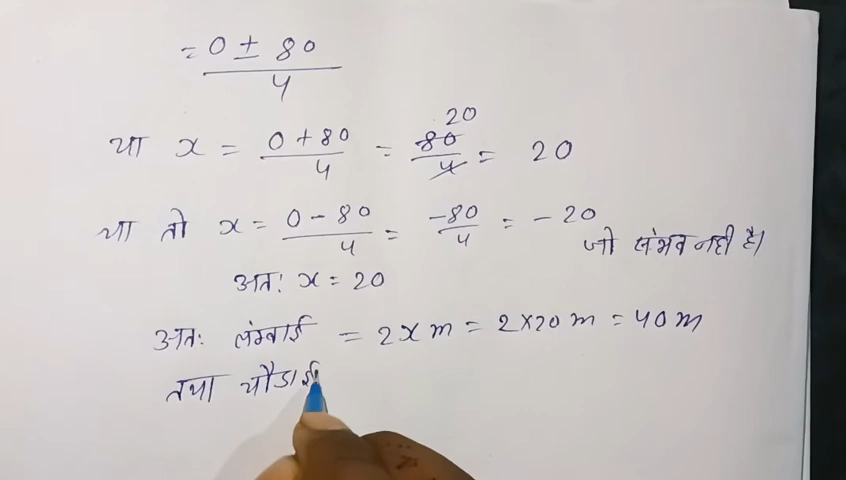 = 0 ± 80 / 4
या x = 0 + 80 / 4 = 80 / 4 20 = 20
या तो x = 0 - 80 / 4 = -80 / 4 = - 20 जो संभव नहीं है।
अतः x = 20
अतः लंम्बाई = 2x m = 2 × 20 m = 40 m
तथा चौडाई